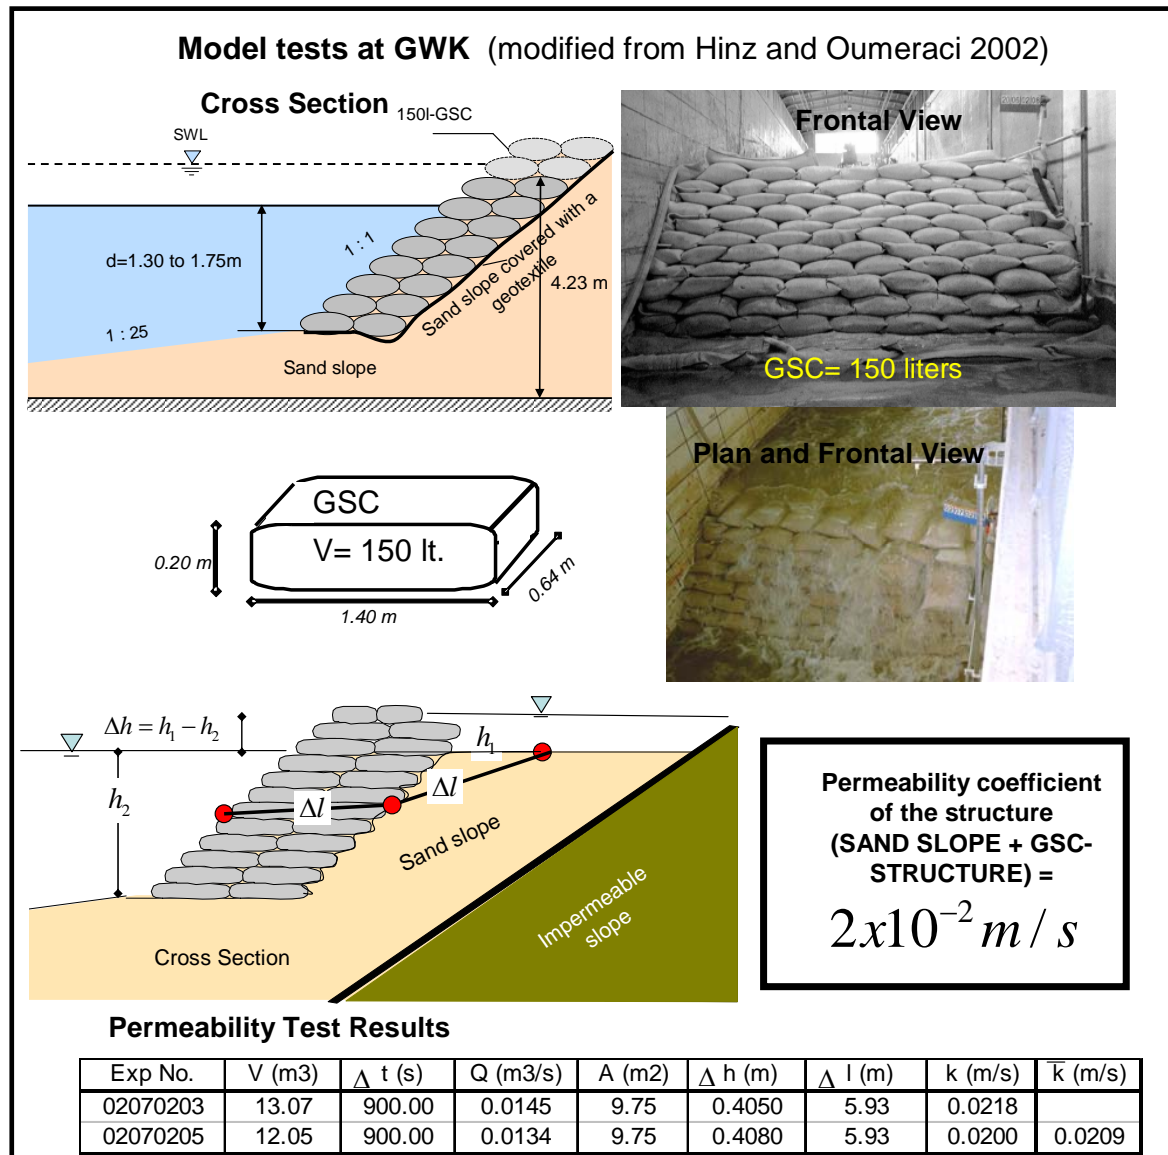 Model tests at GWK (modified from Hinz and Oumeraci 2002)
Cross Section
150l-GSC
SWL
d=1.30 to 1.75m
1 : 1
Sand slope covered with a
geotextile
4.23 m
1 : 25
Sand slope
Frontal View
GSC= 150 liters
Plan and Frontal View
GSC
V= 150 lt.
0.20 m
0.64 m
1.40 m
Δh = h₁ − h₂
h₁
h₂
Δl
Δl
Sand slope
Impermeable
slope
Cross Section
Permeability coefficient
of the structure
(SAND SLOPE + GSC-
STRUCTURE) =
2x10⁻² m / s
Permeability Test Results
Exp No. V (m3) Δ t (s) Q (m3/s) A (m2) Δ h (m) Δ l (m) k (m/s) k̅ (m/s)
02070203 13.07 900.00 0.0145 9.75 0.4050 5.93 0.0218
02070205 12.05 900.00 0.0134 9.75 0.4080 5.93 0.0200 0.0209